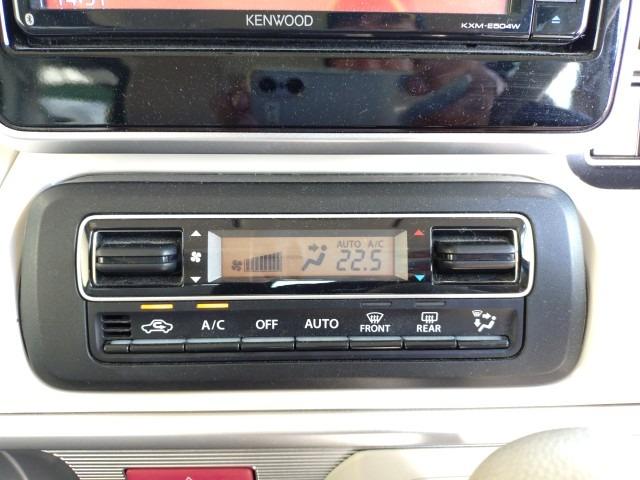 KENWOOD
KXM-E504W
AUTO A/C
22.5
A/C OFF AUTO FRONT REAR